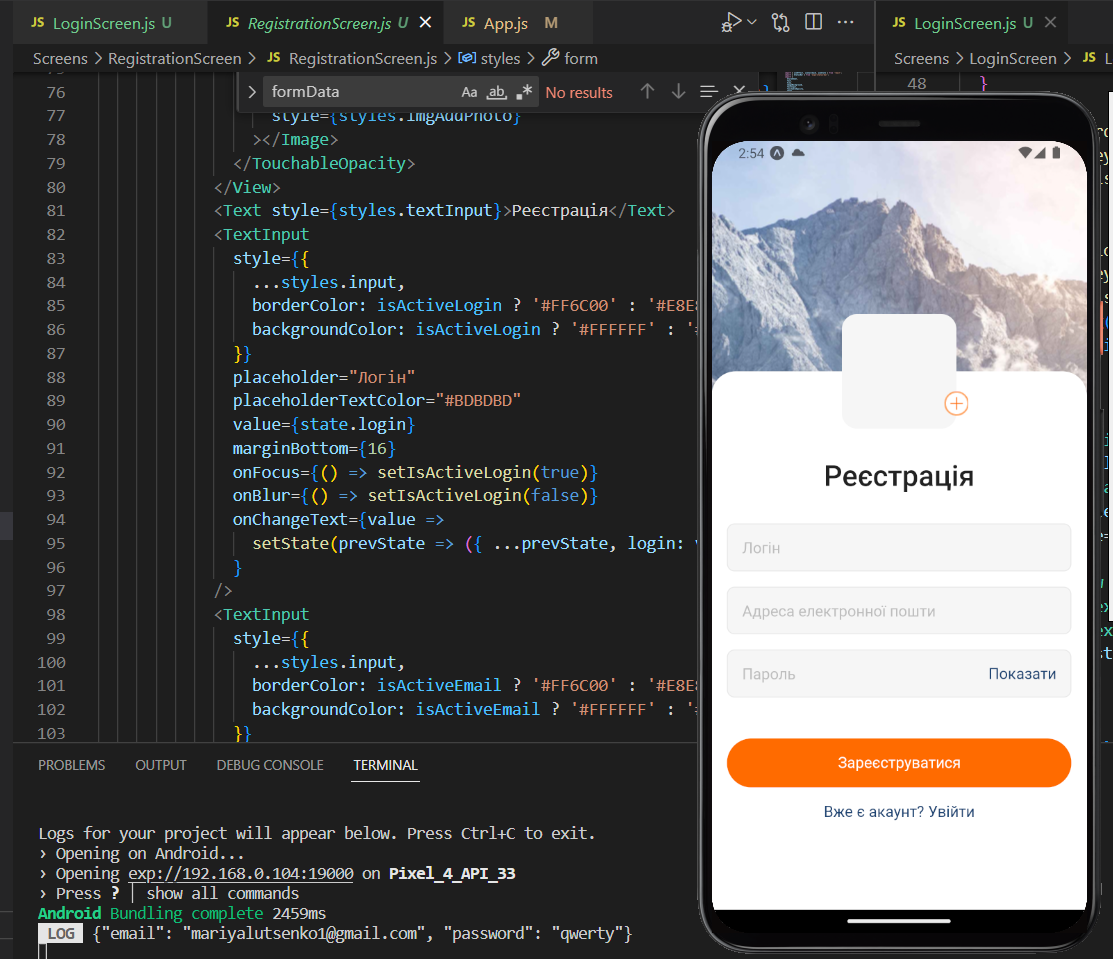 JS LoginScreen.js U
JS RegistrationScreen.js U
JS App.js M
JS LoginScreen.js U
Screens > RegistrationScreen > JS RegistrationScreen.js > styles > form
Screens > LoginScreen > JS L
formData Aa ab .* No results
48 }
76
77 style={styles.imgAddPhoto}
78 ></Image>
79 </TouchableOpacity>
80 </View>
81 <Text style={styles.textInput}>Реєстрація</Text>
82 <TextInput
83 style={{
84 ...styles.input,
85 borderColor: isActiveLogin ? '#FF6C00' : '#E8E8
86 backgroundColor: isActiveLogin ? '#FFFFFF' : '
87 }}
88 placeholder="Логін"
89 placeholderTextColor="#BDBDBD"
90 value={state.login}
91 marginBottom={16}
92 onFocus={() => setIsActiveLogin(true)}
93 onBlur={() => setIsActiveLogin(false)}
94 onChangeText={value =>
95 setState(prevState => ({ ...prevState, login:
96 }
97 />
98 <TextInput
99 style={{
100 ...styles.input,
101 borderColor: isActiveEmail ? '#FF6C00' : '#E8E8
102 backgroundColor: isActiveEmail ? '#FFFFFF' : '
103 }}
PROBLEMS OUTPUT DEBUG CONSOLE TERMINAL
Logs for your project will appear below. Press Ctrl+C to exit.
› Opening on Android...
› Opening exp://192.168.0.104:19000 on Pixel_4_API_33
› Press ? │ show all commands
Android Bundling complete 2459ms
LOG {"email": "mariyalutsenko1@gmail.com", "password": "qwerty"}
2:54
Реєстрація
Логін
Адреса електронної пошти
Пароль Показати
Зареєструватися
Вже є акаунт? Увійти